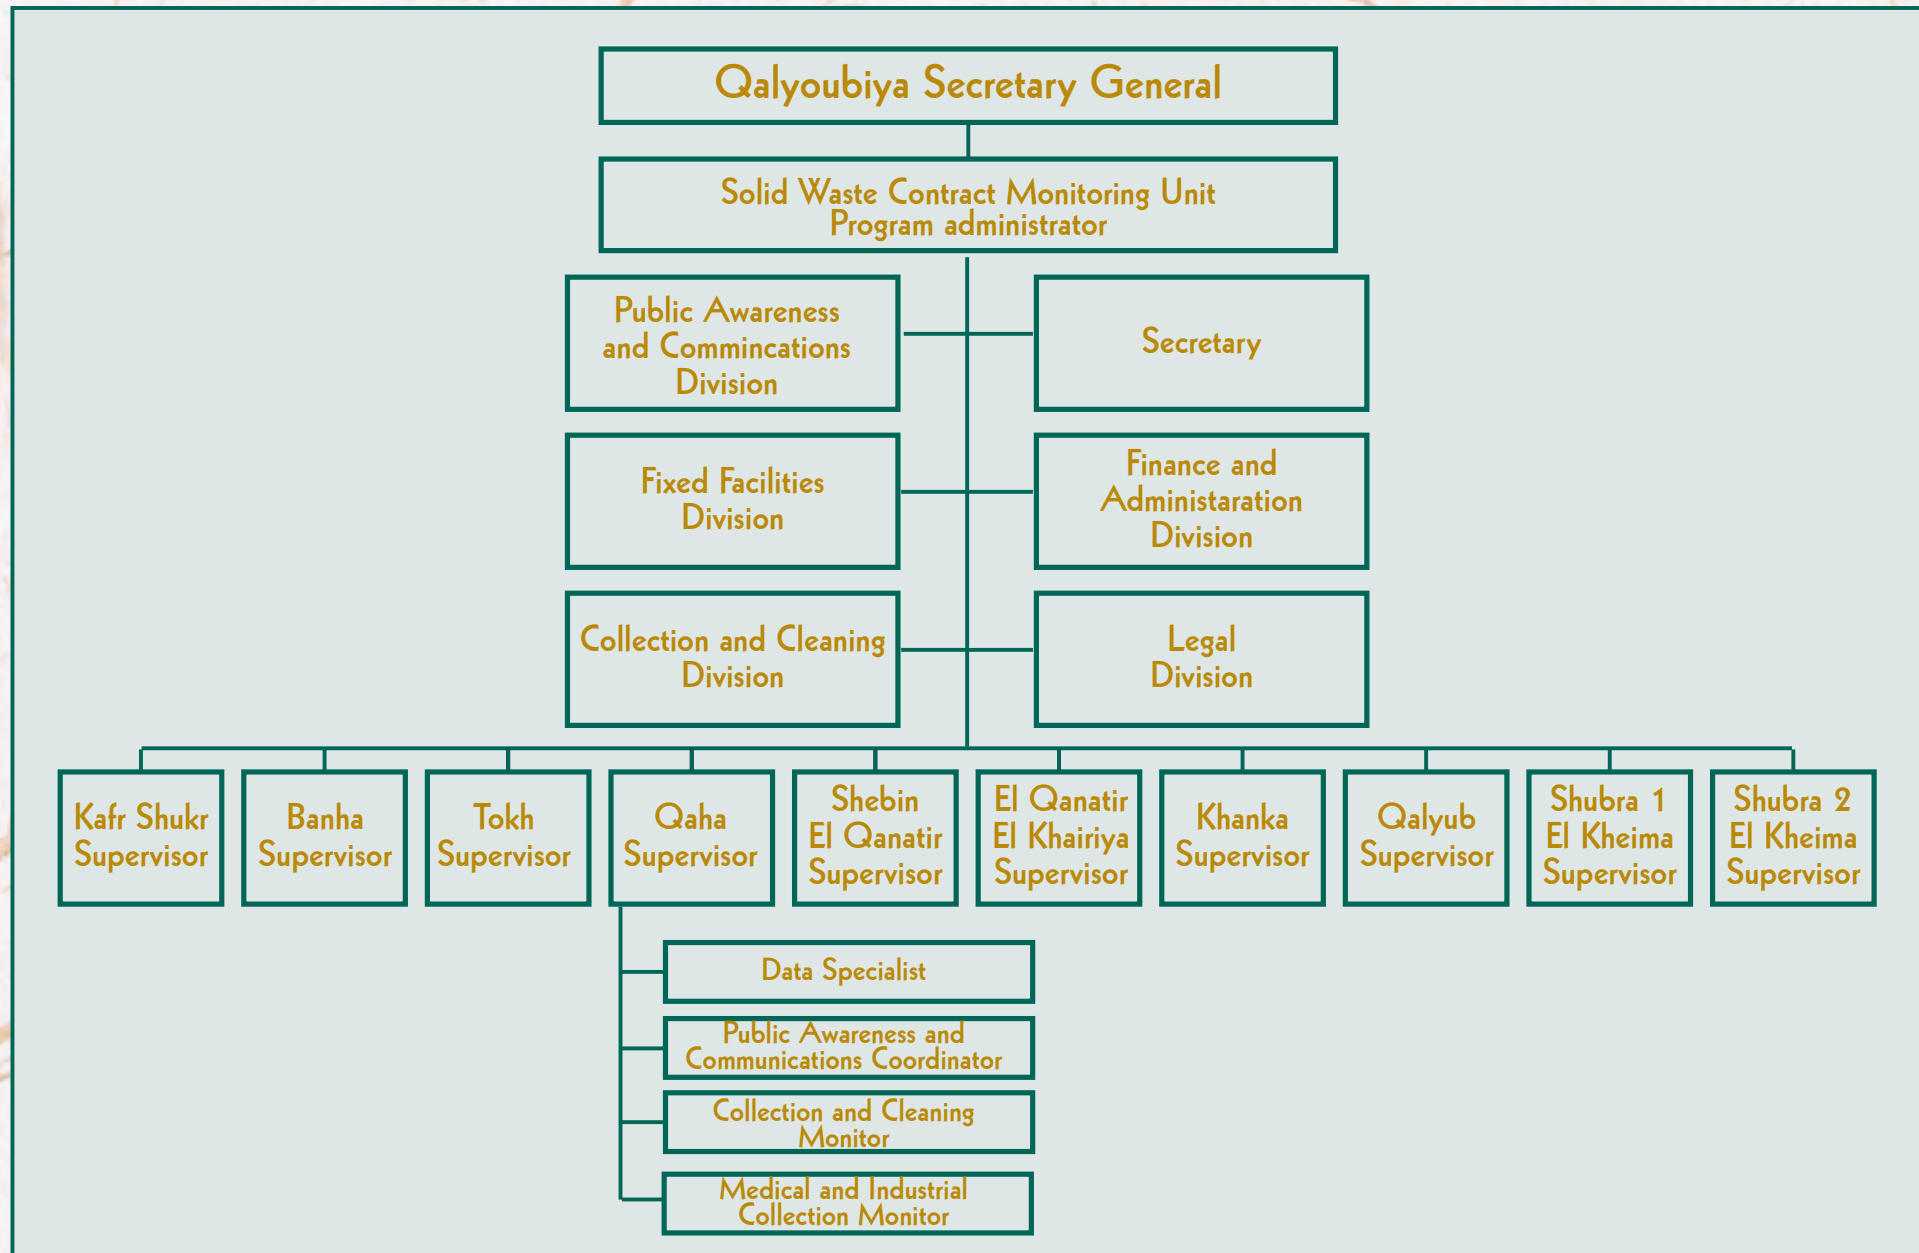 Qalyoubiya Secretary General
Solid Waste Contract Monitoring Unit
Program administrator
Public Awareness
and Commincations
Division
Secretary
Fixed Facilities
Division
Finance and
Administaration
Division
Collection and Cleaning
Division
Legal
Division
Kafr Shukr
Supervisor
Banha
Supervisor
Tokh
Supervisor
Qaha
Supervisor
Shebin
El Qanatir
Supervisor
El Qanatir
El Khairiya
Supervisor
Khanka
Supervisor
Qalyub
Supervisor
Shubra 1
El Kheima
Supervisor
Shubra 2
El Kheima
Supervisor
Data Specialist
Public Awareness and
Communications Coordinator
Collection and Cleaning
Monitor
Medical and Industrial
Collection Monitor